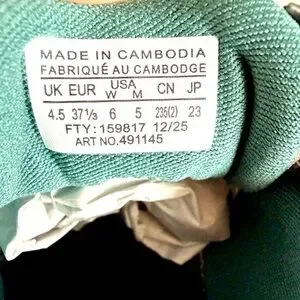 MADE IN CAMBODIA
FABRIQUÉ AU CAMBODGE
UK EUR USA W M CN JP
4.5 37⅓ 6 5 235(2) 23
FTY: 159817 12/25
ART NO.491145